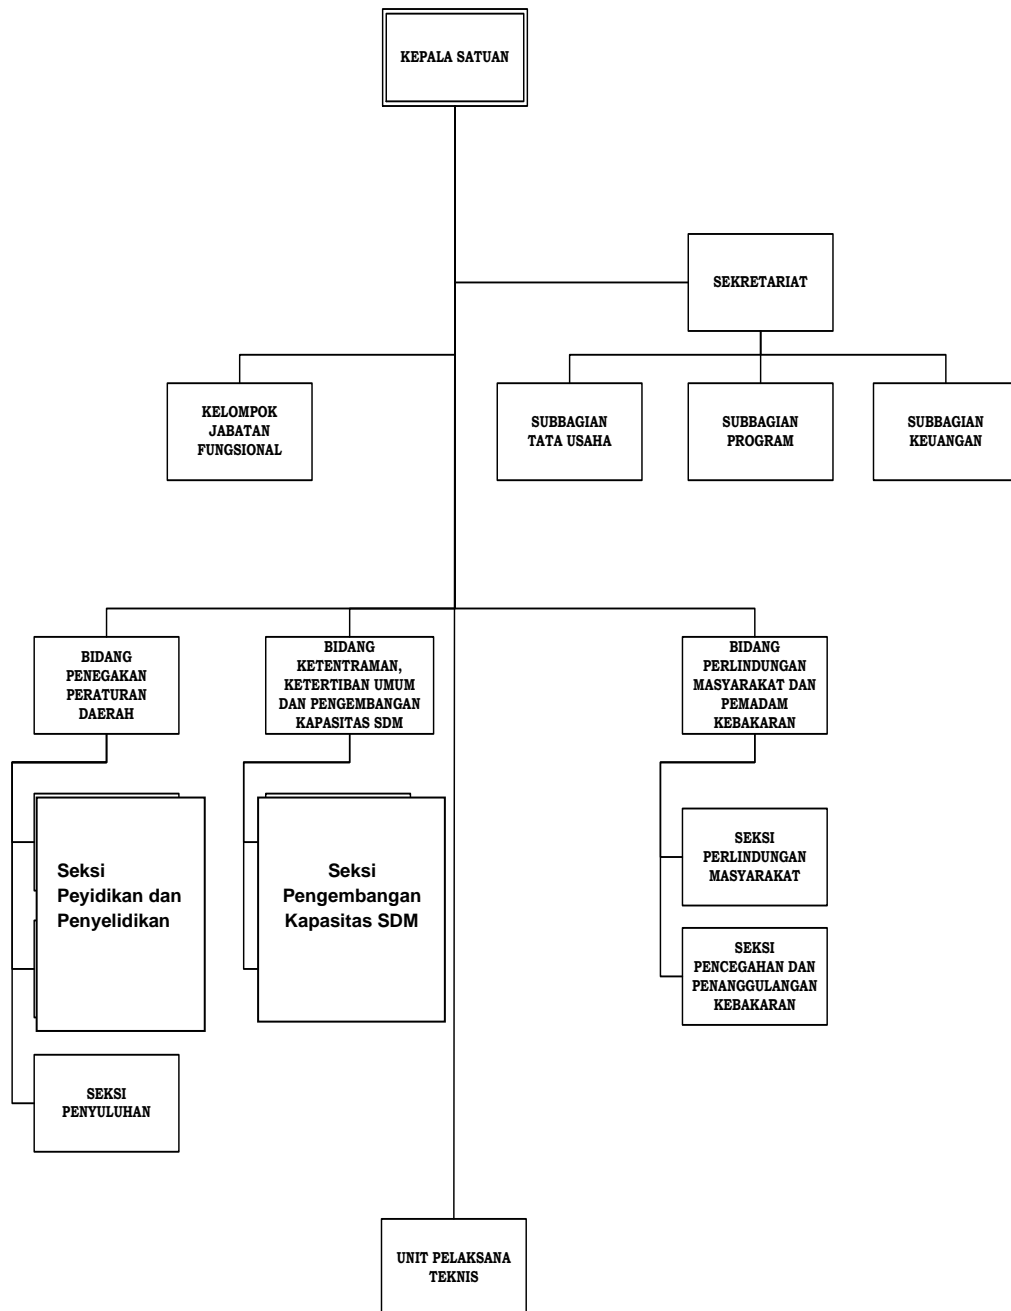 KEPALA SATUAN
SEKRETARIAT
KELOMPOK
JABATAN
FUNGSIONAL
SUBBAGIAN
TATA USAHA
SUBBAGIAN
PROGRAM
SUBBAGIAN
KEUANGAN
BIDANG
PENEGAKAN
PERATURAN
DAERAH
BIDANG
KETENTRAMAN,
KETERTIBAN UMUM
DAN PENGEMBANGAN
KAPASITAS SDM
BIDANG
PERLINDUNGAN
MASYARAKAT DAN
PEMADAM
KEBAKARAN
Seksi
Peyidikan dan
Penyelidikan
Seksi
Pengembangan
Kapasitas SDM
SEKSI
PERLINDUNGAN
MASYARAKAT
SEKSI
PENCEGAHAN DAN
PENANGGULANGAN
KEBAKARAN
SEKSI
PENYULUHAN
UNIT PELAKSANA
TEKNIS